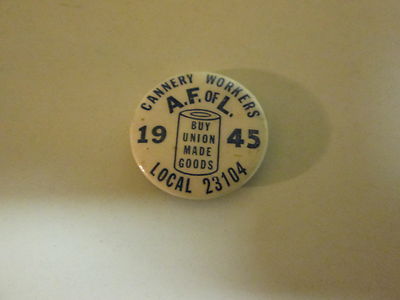 CANNERY WORKERS
A.F. OF L.
19 45
BUY
UNION
MADE
GOODS
LOCAL 23104